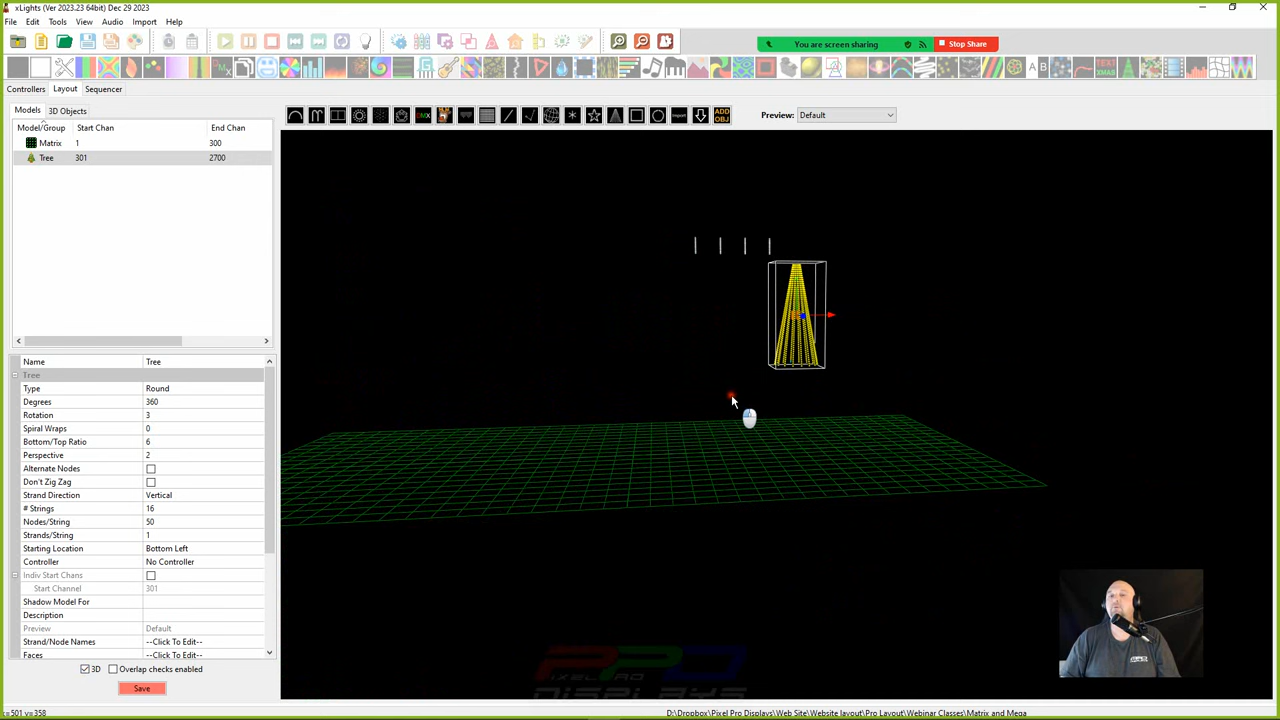 xLights (Ver 2023.23 64bit) Dec 29 2023
File Edit Tools View Audio Import Help
You are screen sharing
Stop Share
Controllers Layout Sequencer
Models 3D Objects
Preview: Default
Model/Group Start Chan End Chan
Matrix 1 300
Tree 301 2700
Name Tree
Tree
Type Round
Degrees 360
Rotation 3
Spiral Wraps 0
Bottom/Top Ratio 6
Perspective 2
Alternate Nodes
Don't Zig Zag
Strand Direction Vertical
# Strings 16
Nodes/String 50
Strands/String 1
Starting Location Bottom Left
Controller No Controller
Indiv Start Chans
Start Channel 301
Shadow Model For
Description
Preview Default
Strand/Node Names --Click To Edit--
Faces --Click To Edit--
3D Overlap checks enabled
Save
PPD
PIXEL PRO
DISPLAYS
x=501 y=358
D:\Dropbox\Pixel Pro Displays\Web Site\Website layout\Pro Layout\Webinar Classes\Matrix and Mega